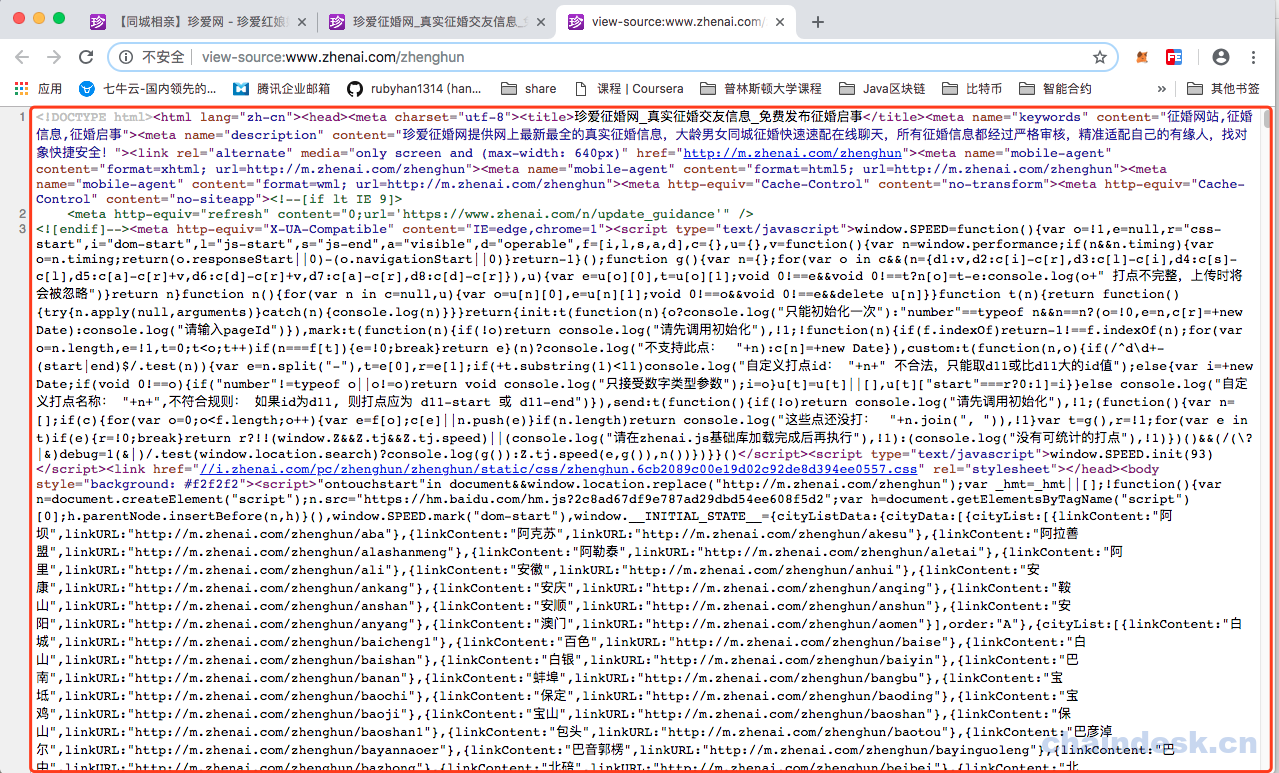 【同城相亲】珍爱网 - 珍爱红娘
珍爱征婚网_真实征婚交友信息_
view-source:www.zhenai.com/
不安全 view-source:www.zhenai.com/zhenghun
应用 七牛云-国内领先的... 腾讯企业邮箱 rubyhan1314 (han... share 课程 | Coursera 普林斯顿大学课程 Java区块链 比特币 智能合约 » 其他书签
1 <!DOCTYPE html><html lang="zh-cn"><head><meta charset="utf-8"><title>珍爱征婚网_真实征婚交友信息_免费发布征婚启事</title><meta name="keywords" content="征婚网站,征婚
信息,征婚启事"><meta name="description" content="珍爱征婚网提供网上最新最全的真实征婚信息，大龄男女同城征婚快速速配在线聊天，所有征婚信息都经过严格审核，精准适配自己的有缘人，找对
象快捷安全！"><link rel="alternate" media="only screen and (max-width: 640px)" href="http://m.zhenai.com/zhenghun"><meta name="mobile-agent"
content="format=xhtml; url=http://m.zhenai.com/zhenghun"><meta name="mobile-agent" content="format=html5; url=http://m.zhenai.com/zhenghun"><meta
name="mobile-agent" content="format=wml; url=http://m.zhenai.com/zhenghun"><meta http-equiv="Cache-Control" content="no-transform"><meta http-equiv="Cache-
Control" content="no-siteapp"><!--[if lt IE 9]>
2 <meta http-equiv="refresh" content="0;url='https://www.zhenai.com/n/update_guidance'" />
3 <![endif]--><meta http-equiv="X-UA-Compatible" content="IE=edge,chrome=1"><script type="text/javascript">window.SPEED=function(){var o=!1,e=null,r="css-
start",i="dom-start",l="js-start",s="js-end",a="visible",d="operable",f=[i,l,s,a,d],c={},u={},v=function(){var n=window.performance;if(n&&n.timing){var
o=n.timing;return(o.responseStart||0)-(o.navigationStart||0)}return-1}();function g(){var n={};for(var o in c&&(n={d1:v,d2:c[i]-c[r],d3:c[l]-c[i],d4:c[s]-
c[l],d5:c[a]-c[r]+v,d6:c[d]-c[r]+v,d7:c[a]-c[r],d8:c[d]-c[r]}),u){var e=u[o][0],t=u[o][1];void 0!==e&&void 0!==t?n[o]=t-e:console.log(o+" 打点不完整，上传时将
会被忽略")}return n}function n(){for(var n in c=null,u){var o=u[n][0],e=u[n][1];void 0!==o&&void 0!==e&&delete u[n]}}function t(n){return function()
{try{n.apply(null,arguments)}catch(n){console.log(n)}}}return{init:t(function(n){o?console.log("只能初始化一次"):"number"==typeof n&&n==n?(o=!0,e=n,c[r]=+new
Date):console.log("请输入pageId")}),mark:t(function(n){if(!o)return console.log("请先调用初始化"),!1;!function(n){if(f.indexOf)return-1!==f.indexOf(n);for(var
o=n.length,e=!1,t=0;t<o;t++)if(n===f[t]){e=!0;break}return e}(n)?console.log("不支持此点： "+n):c[n]=+new Date}),custom:t(function(n,o){if(/^d\d+-
(start|end)$/.test(n)){var e=n.split("-"),t=e[0],r=e[1];if(+t.substring(1)<11)console.log("自定义打点id： "+n+" 不合法，只能取d11或比d11大的id值");else{var i=+new
Date;if(void 0!==o){if("number"!=typeof o||o!=o)return void console.log("只接受数字类型参数");i=o}u[t]=u[t]||[],u[t]["start"===r?0:1]=i}}else console.log("自定
义打点名称： "+n+",不符合规则： 如果id为d11, 则打点应为 d11-start 或 d11-end")}),send:t(function(){if(!o)return console.log("请先调用初始化"),!1;(function(){var n=
[];if(c){for(var o=0;o<f.length;o++){var e=f[o];c[e]||n.push(e)}if(n.length)return console.log("这些点还没打： "+n.join(", ")),!1}var t=g(),r=!1;for(var e in
t)if(e){r=!0;break}return r?!!(window.Z&&Z.tj&&Z.tj.speed)||(console.log("请在zhenai.js基础库加载完成后再执行"),!1):(console.log("没有可统计的打点"),!1)})()&&(/(\?
|&)debug=1(&|)/.test(window.location.search)?console.log(g()):Z.tj.speed(e,g()),n())})}}()</script><script type="text/javascript">window.SPEED.init(93)
</script><link href="//i.zhenai.com/pc/zhenghun/zhenghun/static/css/zhenghun.6cb2089c00e19d02c92de8d394ee0557.css" rel="stylesheet"></head><body
style="background: #f2f2f2"><script>"ontouchstart"in document&&window.location.replace("http://m.zhenai.com/zhenghun");var _hmt=_hmt||[];!function(){var
n=document.createElement("script");n.src="https://hm.baidu.com/hm.js?2c8ad67df9e787ad29dbd54ee608f5d2";var h=document.getElementsByTagName("script")
[0];h.parentNode.insertBefore(n,h)}(),window.SPEED.mark("dom-start"),window.__INITIAL_STATE__={cityListData:{cityData:[{cityList:[{linkContent:"阿
坝",linkURL:"http://m.zhenai.com/zhenghun/aba"},{linkContent:"阿克苏",linkURL:"http://m.zhenai.com/zhenghun/akesu"},{linkContent:"阿拉善
盟",linkURL:"http://m.zhenai.com/zhenghun/alashanmeng"},{linkContent:"阿勒泰",linkURL:"http://m.zhenai.com/zhenghun/aletai"},{linkContent:"阿
里",linkURL:"http://m.zhenai.com/zhenghun/ali"},{linkContent:"安徽",linkURL:"http://m.zhenai.com/zhenghun/anhui"},{linkContent:"安
康",linkURL:"http://m.zhenai.com/zhenghun/ankang"},{linkContent:"安庆",linkURL:"http://m.zhenai.com/zhenghun/anqing"},{linkContent:"鞍
山",linkURL:"http://m.zhenai.com/zhenghun/anshan"},{linkContent:"安顺",linkURL:"http://m.zhenai.com/zhenghun/anshun"},{linkContent:"安
阳",linkURL:"http://m.zhenai.com/zhenghun/anyang"},{linkContent:"澳门",linkURL:"http://m.zhenai.com/zhenghun/aomen"}],order:"A"},{cityList:[{linkContent:"白
城",linkURL:"http://m.zhenai.com/zhenghun/baicheng1"},{linkContent:"百色",linkURL:"http://m.zhenai.com/zhenghun/baise"},{linkContent:"白
山",linkURL:"http://m.zhenai.com/zhenghun/baishan"},{linkContent:"白银",linkURL:"http://m.zhenai.com/zhenghun/baiyin"},{linkContent:"巴
南",linkURL:"http://m.zhenai.com/zhenghun/banan"},{linkContent:"蚌埠",linkURL:"http://m.zhenai.com/zhenghun/bangbu"},{linkContent:"宝
坻",linkURL:"http://m.zhenai.com/zhenghun/baochi"},{linkContent:"保定",linkURL:"http://m.zhenai.com/zhenghun/baoding"},{linkContent:"宝
鸡",linkURL:"http://m.zhenai.com/zhenghun/baoji"},{linkContent:"宝山",linkURL:"http://m.zhenai.com/zhenghun/baoshan"},{linkContent:"保
山",linkURL:"http://m.zhenai.com/zhenghun/baoshan1"},{linkContent:"包头",linkURL:"http://m.zhenai.com/zhenghun/baotou"},{linkContent:"巴彦淖
尔",linkURL:"http://m.zhenai.com/zhenghun/bayannaoer"},{linkContent:"巴音郭楞",linkURL:"http://m.zhenai.com/zhenghun/bayinguoleng"},{linkContent:"巴
中",linkURL:"http://m.zhenai.com/zhenghun/bazhong"},{linkContent:"北碚",linkURL:"http://m.zhenai.com/zhenghun/beibei"},{linkContent:"北
chaindesk.cn